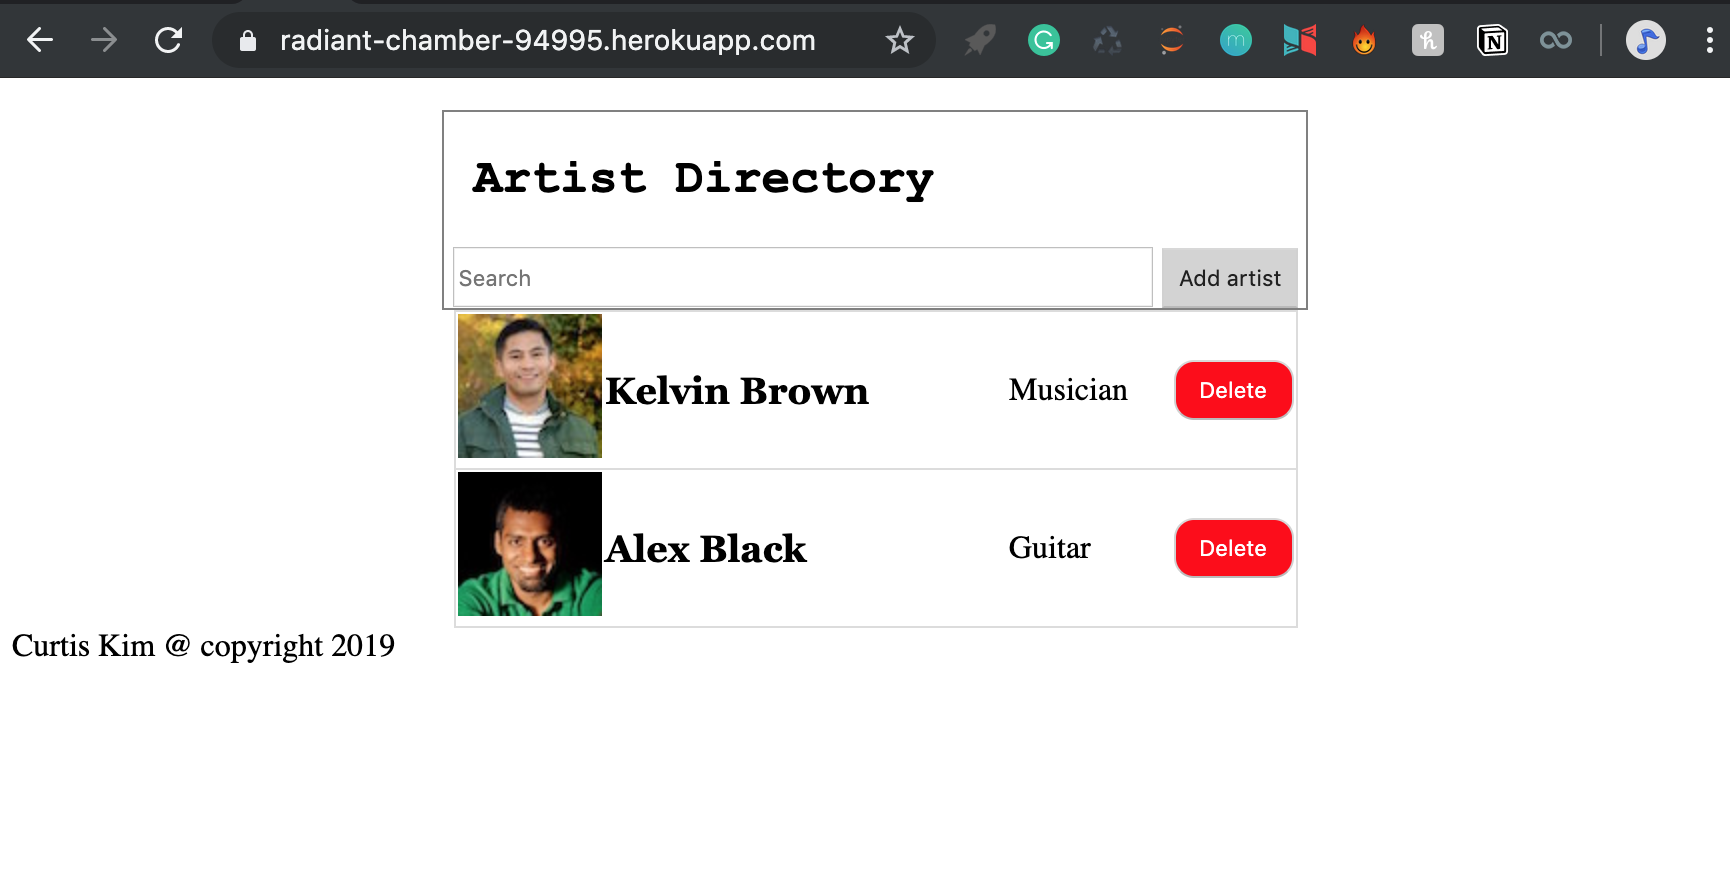 radiant-chamber-94995.herokuapp.com
Artist Directory
Search Add artist
Kelvin Brown Musician Delete
Alex Black Guitar Delete
Curtis Kim @ copyright 2019